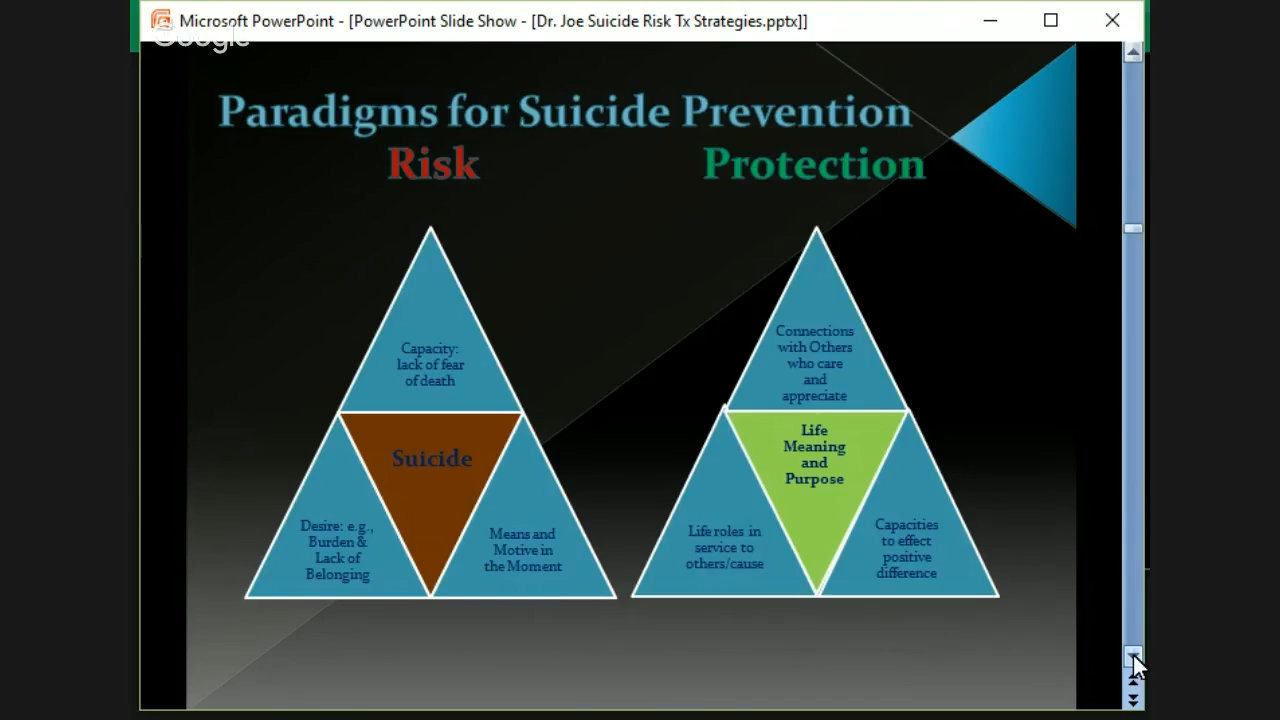 Microsoft PowerPoint - [PowerPoint Slide Show - [Dr. Joe Suicide Risk Tx Strategies.pptx]]
Google
Paradigms for Suicide Prevention
Risk
Protection
Capacity:
lack of fear
of death
Suicide
Desire: e.g.,
Burden &
Lack of
Belonging
Means and
Motive in
the Moment
Connections
with Others
who care
and
appreciate
Life
Meaning
and
Purpose
Life roles in
service to
others/cause
Capacities
to effect
positive
difference